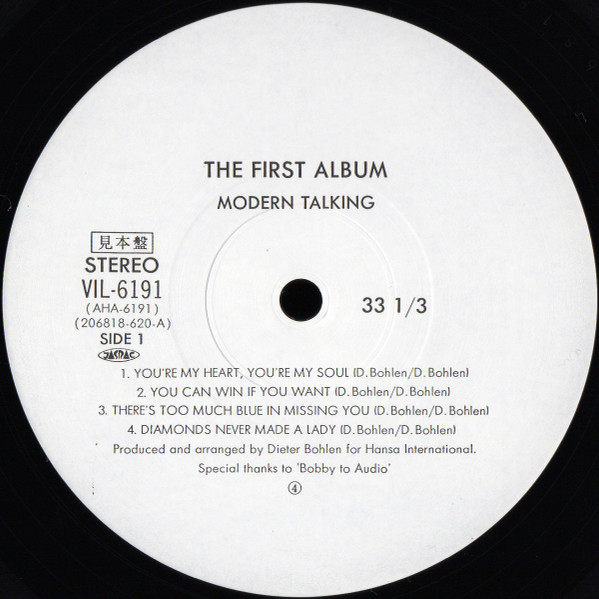 THE FIRST ALBUM
MODERN TALKING
見本盤
STEREO
VIL-6191
(AHA-6191)
(206818-620-A)
SIDE 1
JASRAC
33 1/3
1. YOU'RE MY HEART, YOU'RE MY SOUL (D. Bohlen/D. Bohlen)
2. YOU CAN WIN IF YOU WANT (D. Bohlen/D. Bohlen)
3. THERE'S TOO MUCH BLUE IN MISSING YOU (D. Bohlen/D. Bohlen)
4. DIAMONDS NEVER MADE A LADY (D. Bohlen/D. Bohlen)
Produced and arranged by Dieter Bohlen for Hansa International.
Special thanks to 'Bobby to Audio'
④